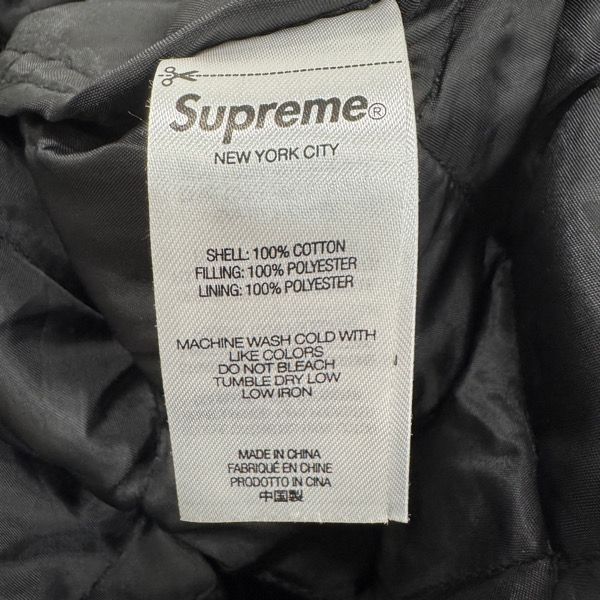 Supreme®
NEW YORK CITY
SHELL: 100% COTTON
FILLING: 100% POLYESTER
LINING: 100% POLYESTER
MACHINE WASH COLD WITH
LIKE COLORS
DO NOT BLEACH
TUMBLE DRY LOW
LOW IRON
MADE IN CHINA
FABRIQUÉ EN CHINE
PRODOTTO IN CINA
中国製